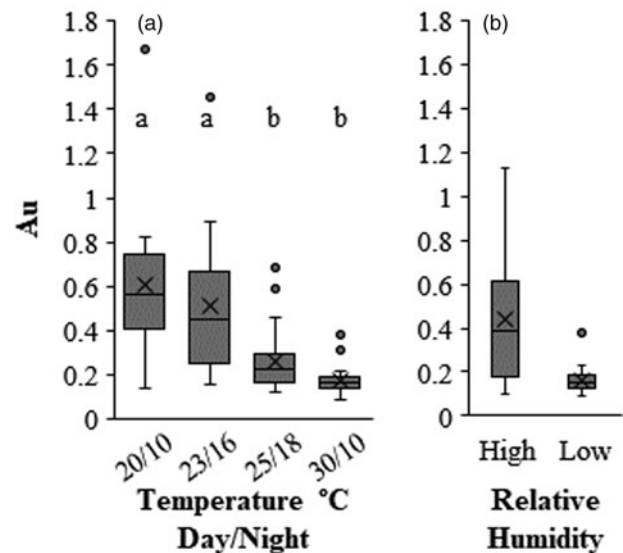 (a)
1.8
1.6
1.4
1.2
1
0.8
0.6
0.4
0.2
0
Au
a a b b
20/10 23/16 25/18 30/10
Temperature °C
Day/Night
(b)
1.8
1.6
1.4
1.2
1
0.8
0.6
0.4
0.2
0
High Low
Relative
Humidity